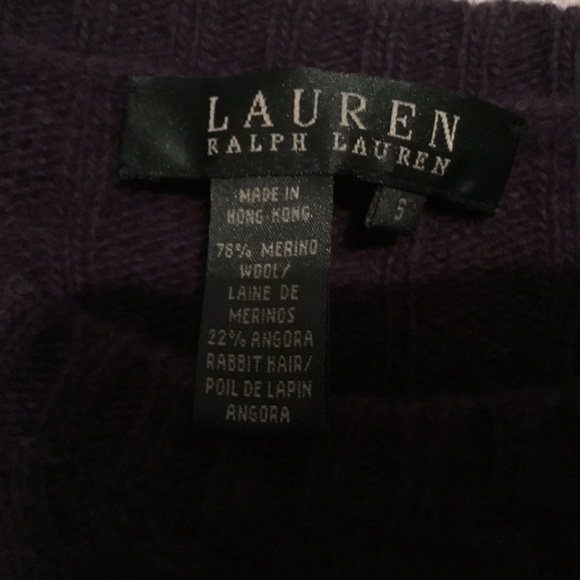 LAUREN
RALPH LAUREN
S
MADE IN
HONG KONG
78% MERINO
WOOL/
LAINE DE
MERINOS
22% ANGORA
RABBIT HAIR/
POIL DE LAPIN
ANGORA